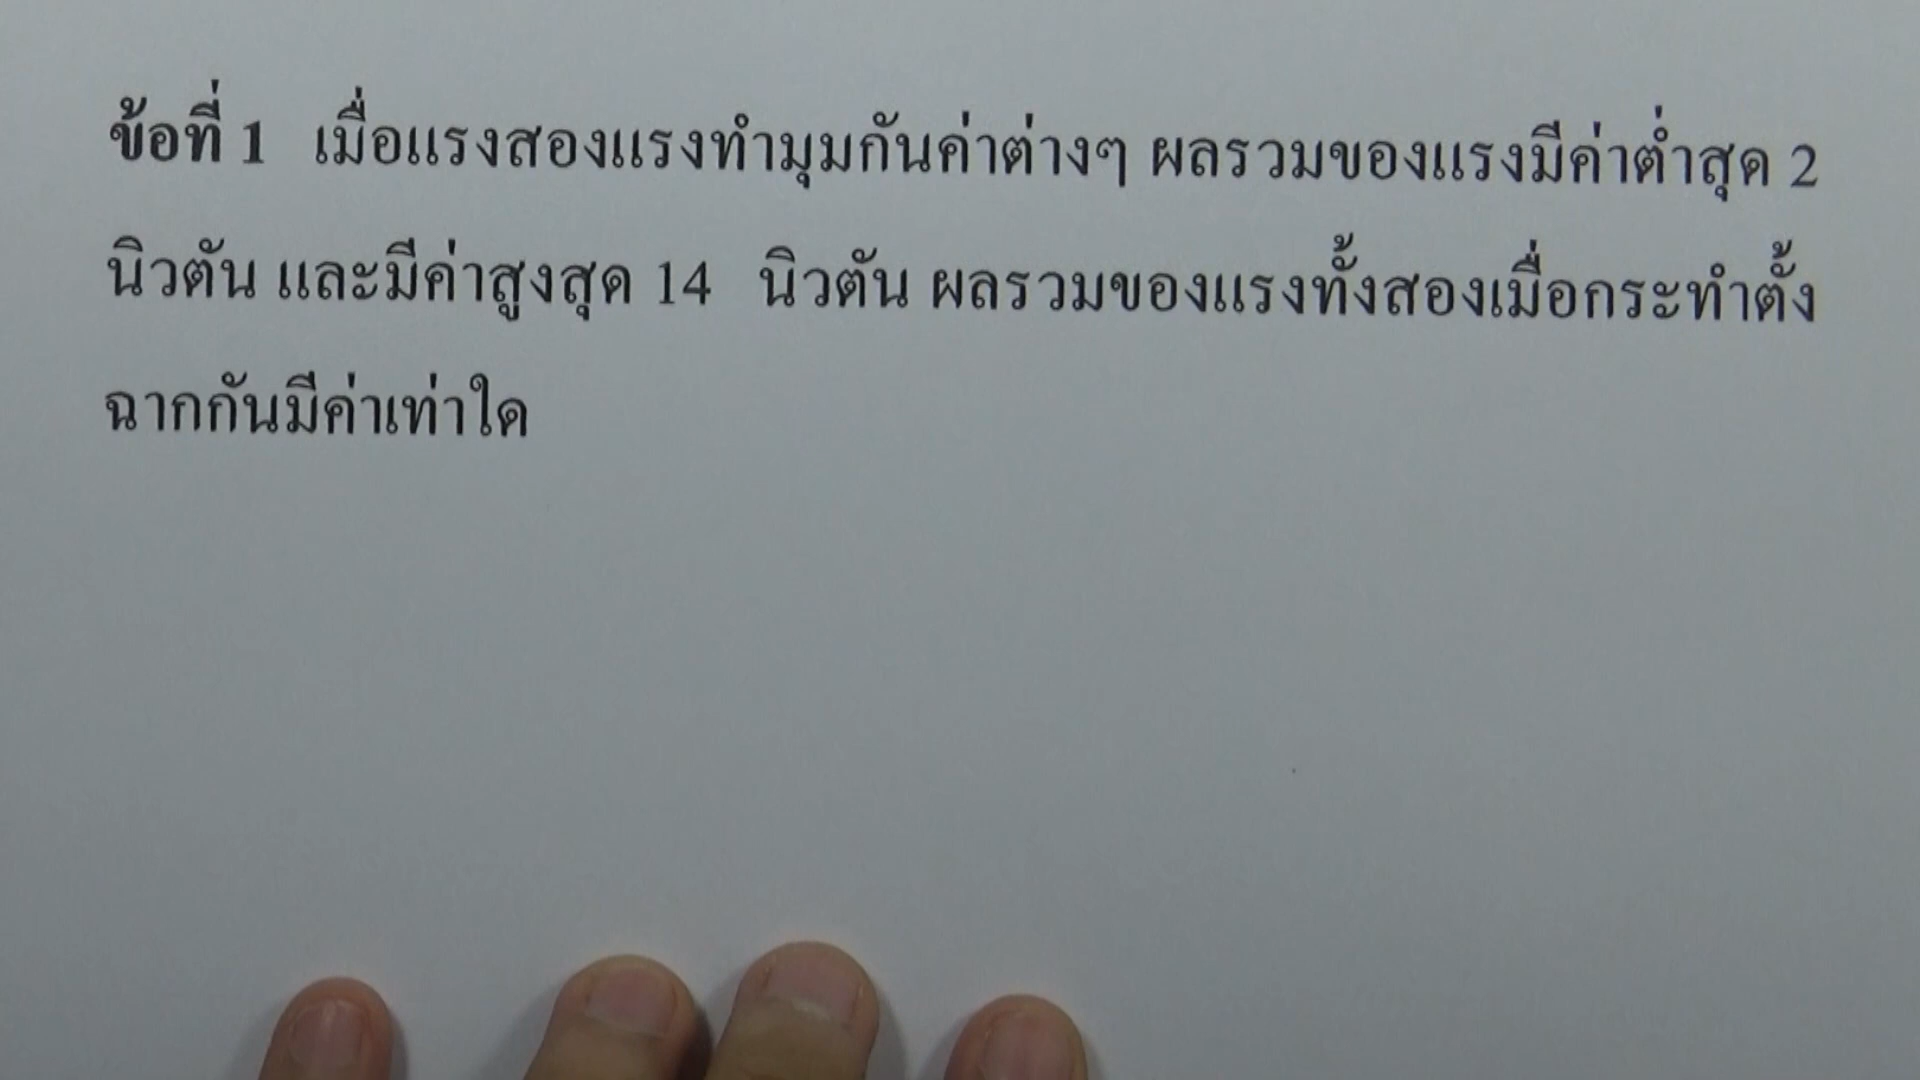 ข้อที่ 1 เมื่อแรงสองแรงทำมุมกันค่าต่างๆ ผลรวมของแรงมีค่าต่ำสุด 2
นิวตัน และมีค่าสูงสุด 14 นิวตัน ผลรวมของแรงทั้งสองเมื่อกระทำตั้ง
ฉากกันมีค่าเท่าใด